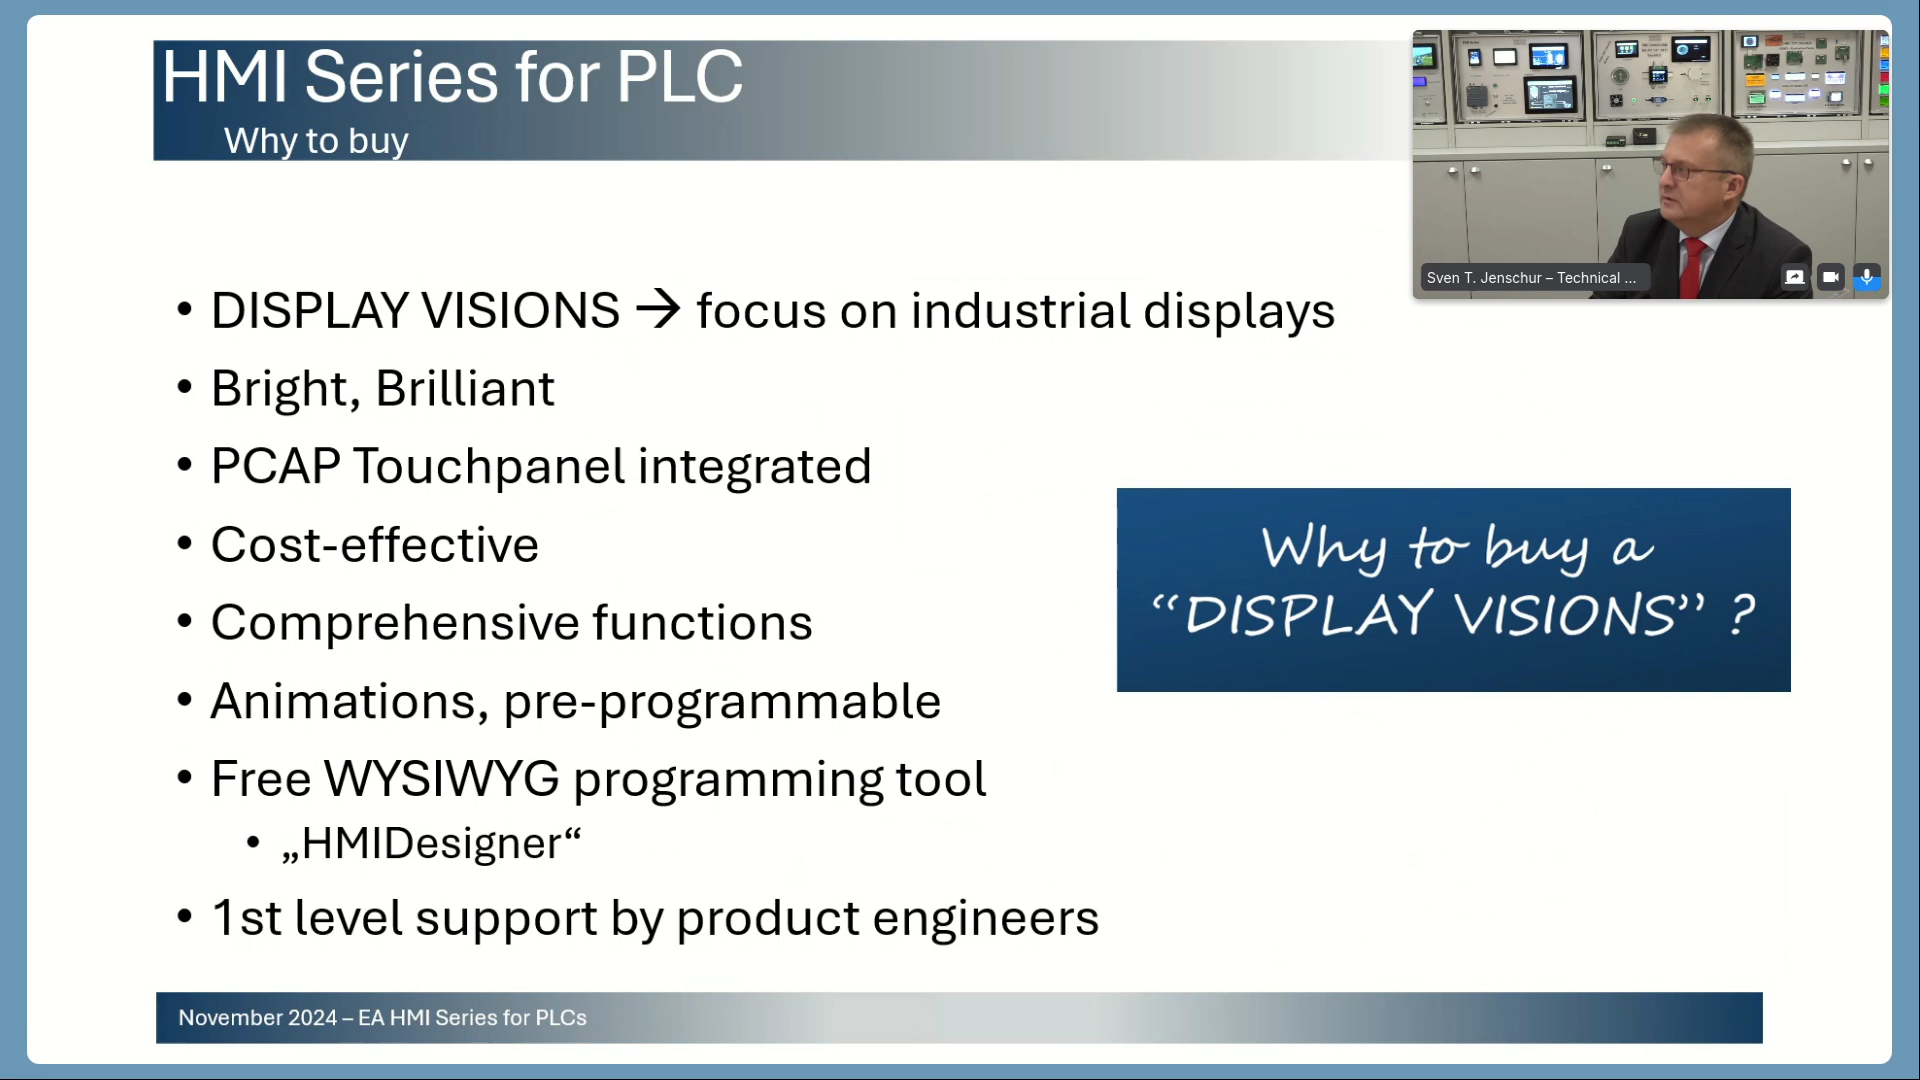 HMI Series for PLC
Why to buy
Sven T. Jenschur – Technical ...
• DISPLAY VISIONS → focus on industrial displays
• Bright, Brilliant
• PCAP Touchpanel integrated
• Cost-effective
• Comprehensive functions
• Animations, pre-programmable
• Free WYSIWYG programming tool
• „HMIDesigner“
• 1st level support by product engineers
Why to buy a
“DISPLAY VISIONS” ?
November 2024 – EA HMI Series for PLCs